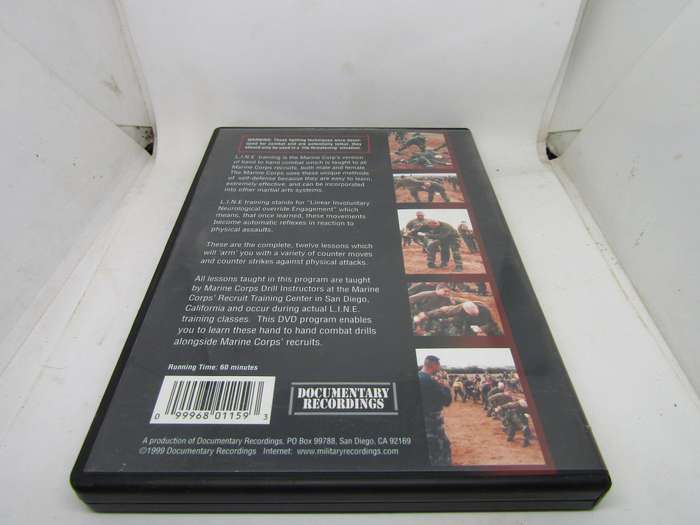 WARNING: These fighting techniques were devel-
oped for combat and are potentially lethal. They
should only be used in a 'life threatening' situation.
L.I.N.E training is the Marine Corp's version
of hand to hand combat which is taught to all
Marine Corps recruits, both male and female.
The Marine Corps uses these unique methods
of self-defense because they are easy to learn,
extremely effective, and can be incorporated
into other martial arts systems.
L.I.N.E training stands for "Linear Involuntary
Neurological override Engagement" which
means, that once learned, these movements
become automatic reflexes in reaction to
physical assaults.
These are the complete, twelve lessons which
will 'arm' you with a variety of counter moves
and counter strikes against physical attacks.
All lessons taught in this program are taught
by Marine Corps Drill Instructors at the Marine
Corps' Recruit Training Center in San Diego,
California and occur during actual L.I.N.E.
training classes. This DVD program enables
you to learn these hand to hand combat drills
alongside Marine Corps' recruits.
Running Time: 60 minutes
0 99968 01159 3
DOCUMENTARY
RECORDINGS
A production of Documentary Recordings, PO Box 99788, San Diego, CA 92169
©1999 Documentary Recordings Internet: www.militaryrecordings.com